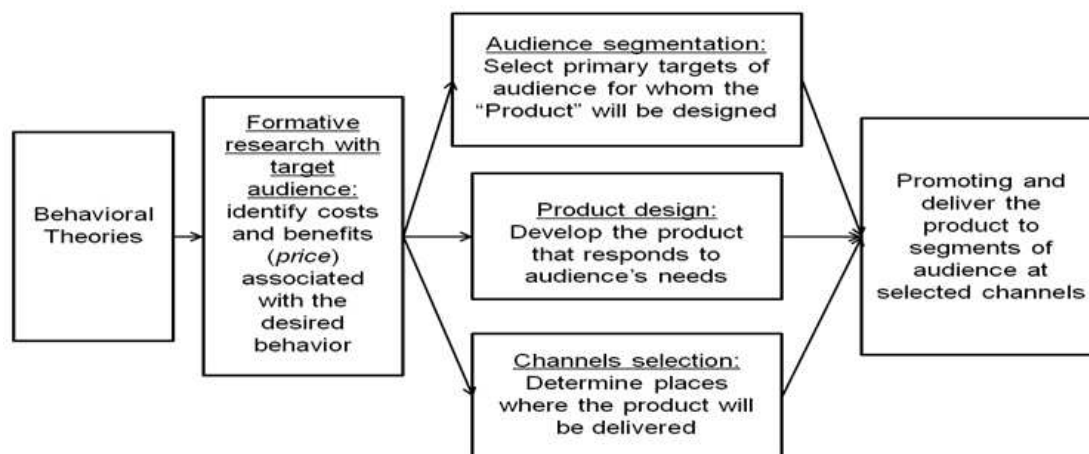 Behavioral
Theories
Formative
research with
target
audience:
identify costs
and benefits
(price)
associated
with the
desired
behavior
Audience segmentation:
Select primary targets of
audience for whom the
“Product” will be designed
Product design:
Develop the product
that responds to
audience’s needs
Channels selection:
Determine places
where the product will
be delivered
Promoting and
deliver the
product to
segments of
audience at
selected channels